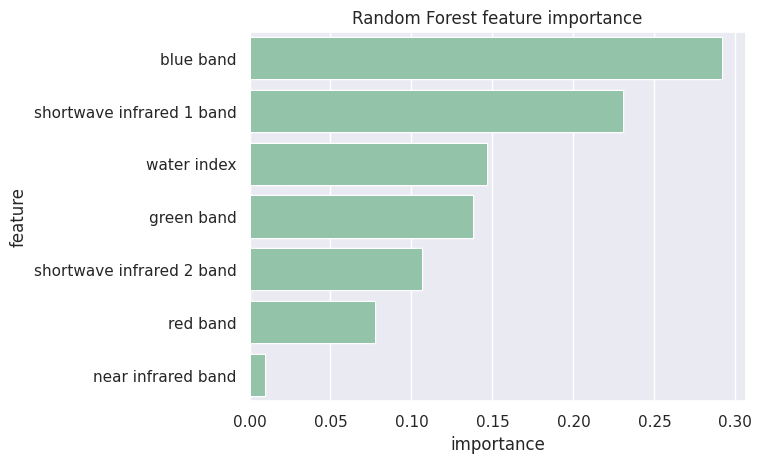 Random Forest feature importance
blue band
shortwave infrared 1 band
water index
green band
shortwave infrared 2 band
red band
near infrared band
feature
0.00 0.05 0.10 0.15 0.20 0.25 0.30
importance